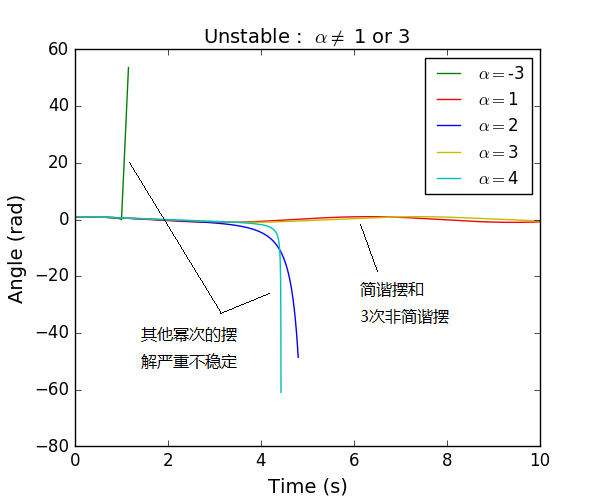 Unstable : α ≠ 1 or 3
60
40
20
0
−20
−40
−60
−80
Angle (rad)
α = -3
α = 1
α = 2
α = 3
α = 4
简谐摆和
3次非简谐摆
其他幂次的摆
解严重不稳定
0
2
4
6
8
10
Time (s)